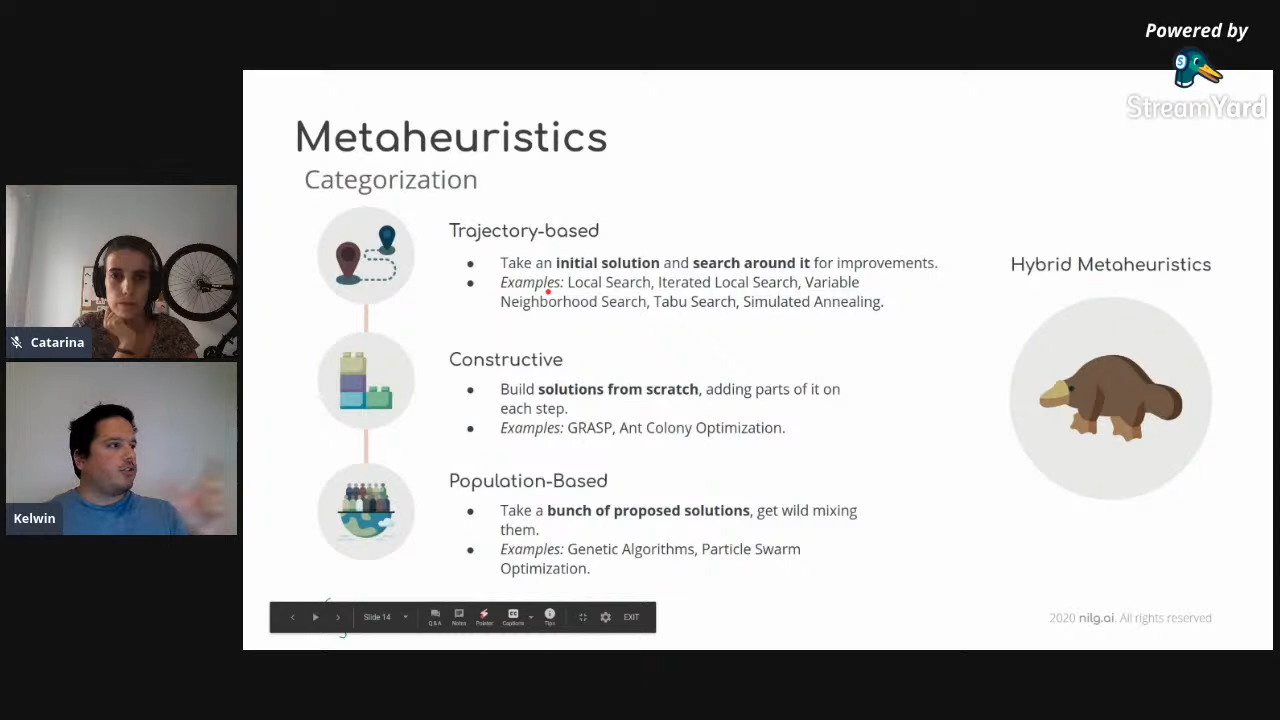 Powered by
StreamYard
Metaheuristics
Categorization
Trajectory-based
● Take an initial solution and search around it for improvements.
● Examples: Local Search, Iterated Local Search, Variable
Neighborhood Search, Tabu Search, Simulated Annealing.
Constructive
● Build solutions from scratch, adding parts of it on
each step.
● Examples: GRASP, Ant Colony Optimization.
Population-Based
● Take a bunch of proposed solutions, get wild mixing
them.
● Examples: Genetic Algorithms, Particle Swarm
Optimization.
Hybrid Metaheuristics
Catarina
Kelwin
Slide 14
Q&A Notes Pointer Captions Tips EXIT
2020 nilg.ai. All rights reserved